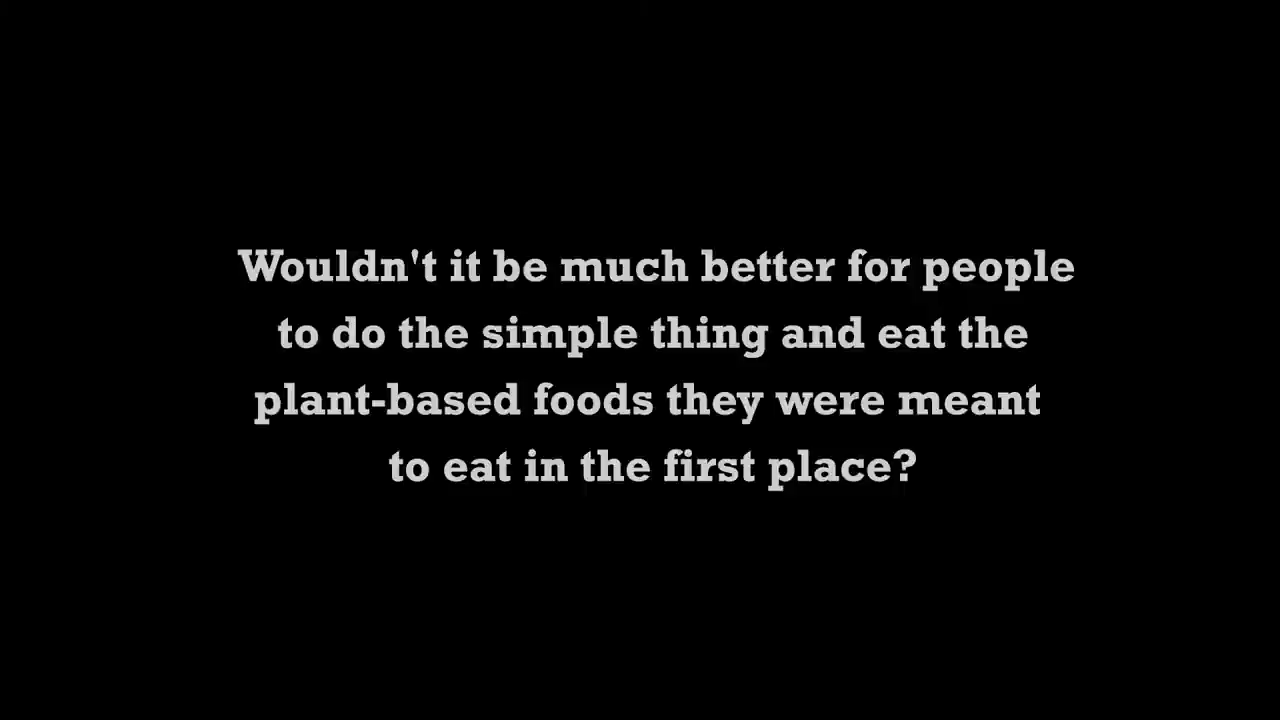 Wouldn't it be much better for people
to do the simple thing and eat the
plant-based foods they were meant
to eat in the first place?